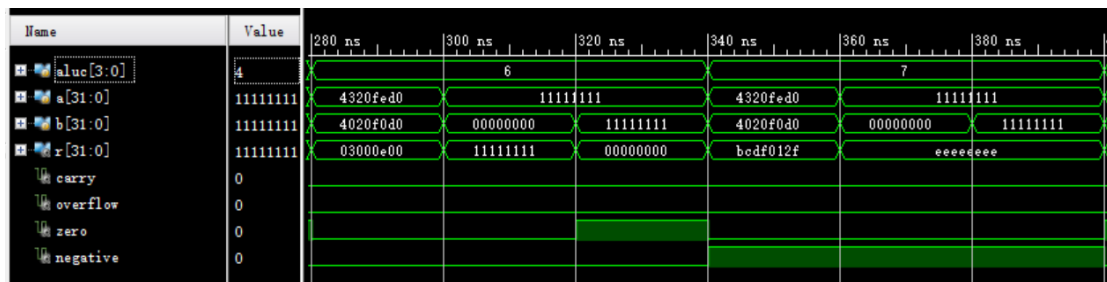 Name Value 280 ns 300 ns 320 ns 340 ns 360 ns 380 ns
aluc[3:0] 4 6 7
a[31:0] 11111111 4320fed0 11111111 4320fed0 11111111
b[31:0] 11111111 4020f0d0 00000000 11111111 4020f0d0 00000000 11111111
r[31:0] 11111111 03000e00 11111111 00000000 bcdf012f eeeeeeee
carry 0
overflow 0
zero 0
negative 0